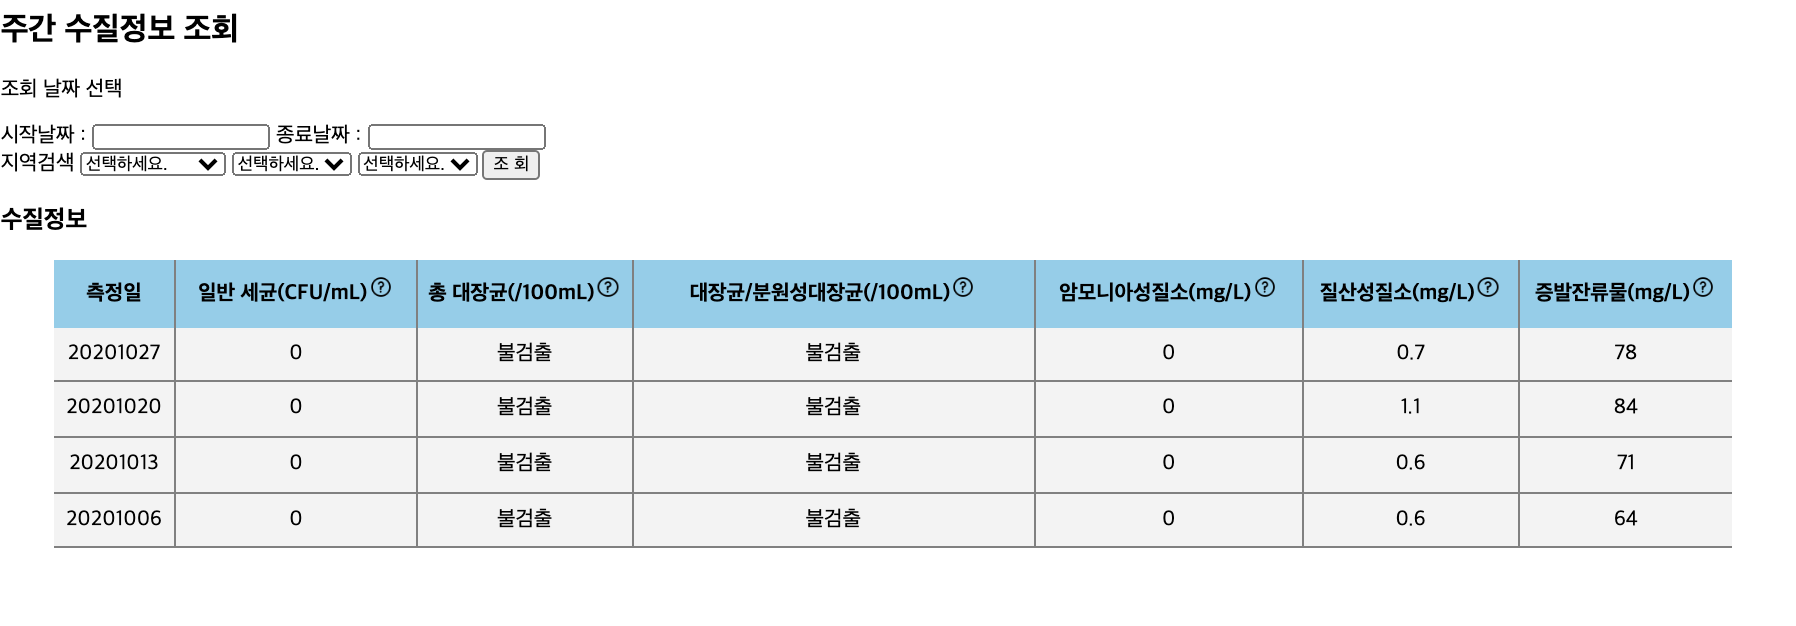 주간 수질정보 조회
조회 날짜 선택
시작날짜 : 종료날짜 :
지역검색 선택하세요. 선택하세요. 선택하세요. 조 회
수질정보
측정일 일반 세균(CFU/mL) ? 총 대장균(/100mL) ? 대장균/분원성대장균(/100mL) ? 암모니아성질소(mg/L) ? 질산성질소(mg/L) ? 증발잔류물(mg/L) ?
20201027 0 불검출 불검출 0 0.7 78
20201020 0 불검출 불검출 0 1.1 84
20201013 0 불검출 불검출 0 0.6 71
20201006 0 불검출 불검출 0 0.6 64